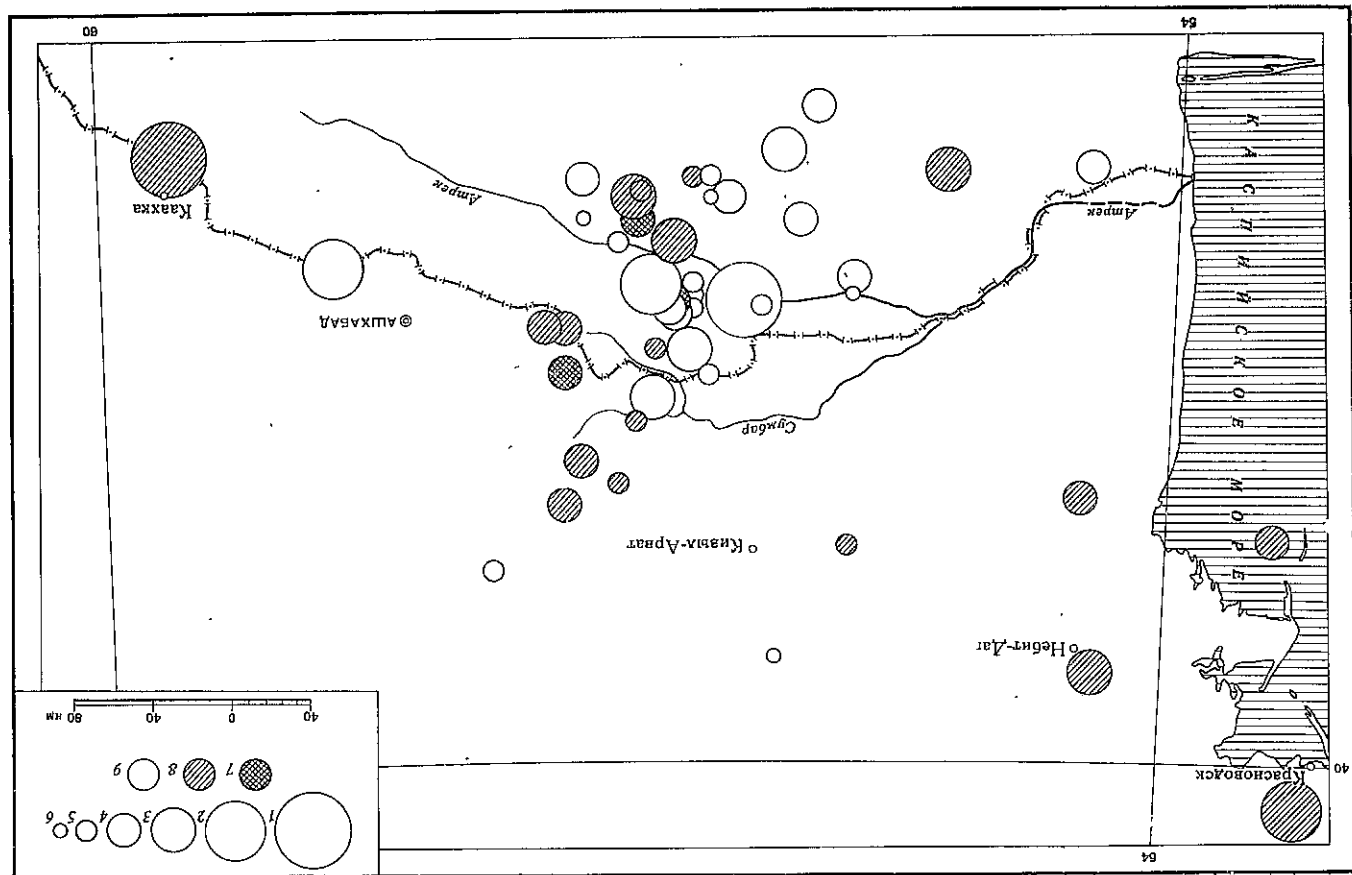 54
1 2 3 4 5 6
7 8 9
40 0 40 80 км
Красноводск
40
Небит-Даг
Кизыл-Арват
КАСПИЙСКОЕ МОРЕ
Сумбар
АШХАБАД
Атрек
Каахка
Атрек
54
60